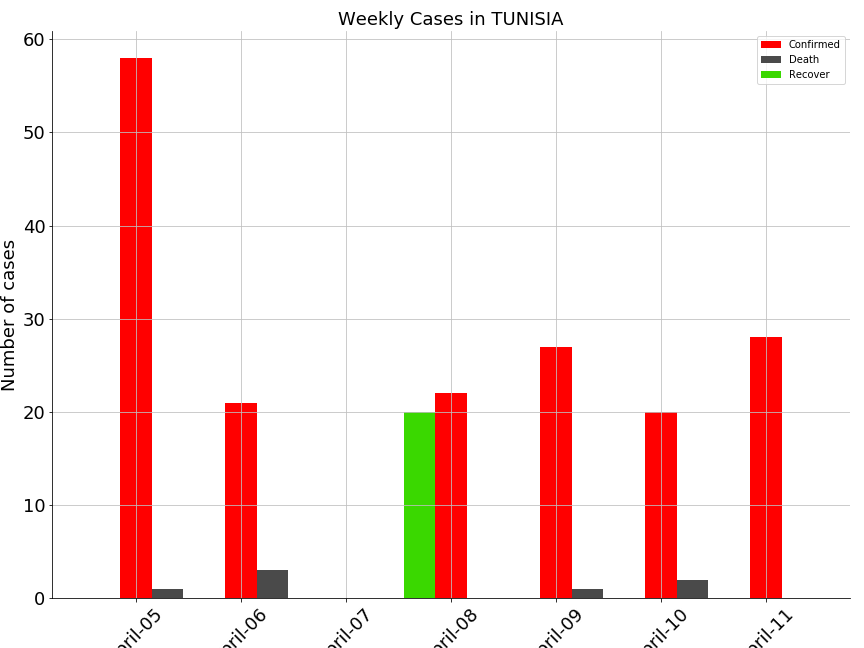 Weekly Cases in TUNISIA
Confirmed
Death
Recover
Number of cases
60
50
40
30
20
10
0
pril-05
pril-06
pril-07
pril-08
pril-09
pril-10
pril-11